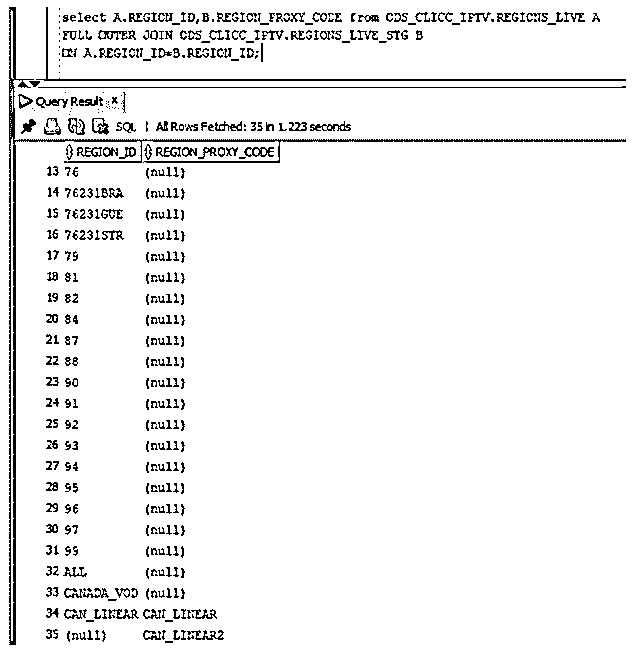 select A.REGION_ID,B.REGION_PROXY_CODE from CDS_CLICC_IPTV.REGIONS_LIVE A
FULL OUTER JOIN CDS_CLICC_IPTV.REGIONS_LIVE_STG B
ON A.REGION_ID=B.REGION_ID;
Query Result x
SQL | All Rows Fetched: 35 in 1.223 seconds
REGION_ID REGION_PROXY_CODE
13 76 (null)
14 76231BRA (null)
15 76231GUE (null)
16 76231STR (null)
17 79 (null)
18 81 (null)
19 82 (null)
20 84 (null)
21 87 (null)
22 88 (null)
23 90 (null)
24 91 (null)
25 92 (null)
26 93 (null)
27 94 (null)
28 95 (null)
29 96 (null)
30 97 (null)
31 99 (null)
32 ALL (null)
33 CANADA_VOD (null)
34 CAN_LINEAR CAN_LINEAR
35 (null) CAN_LINEAR2